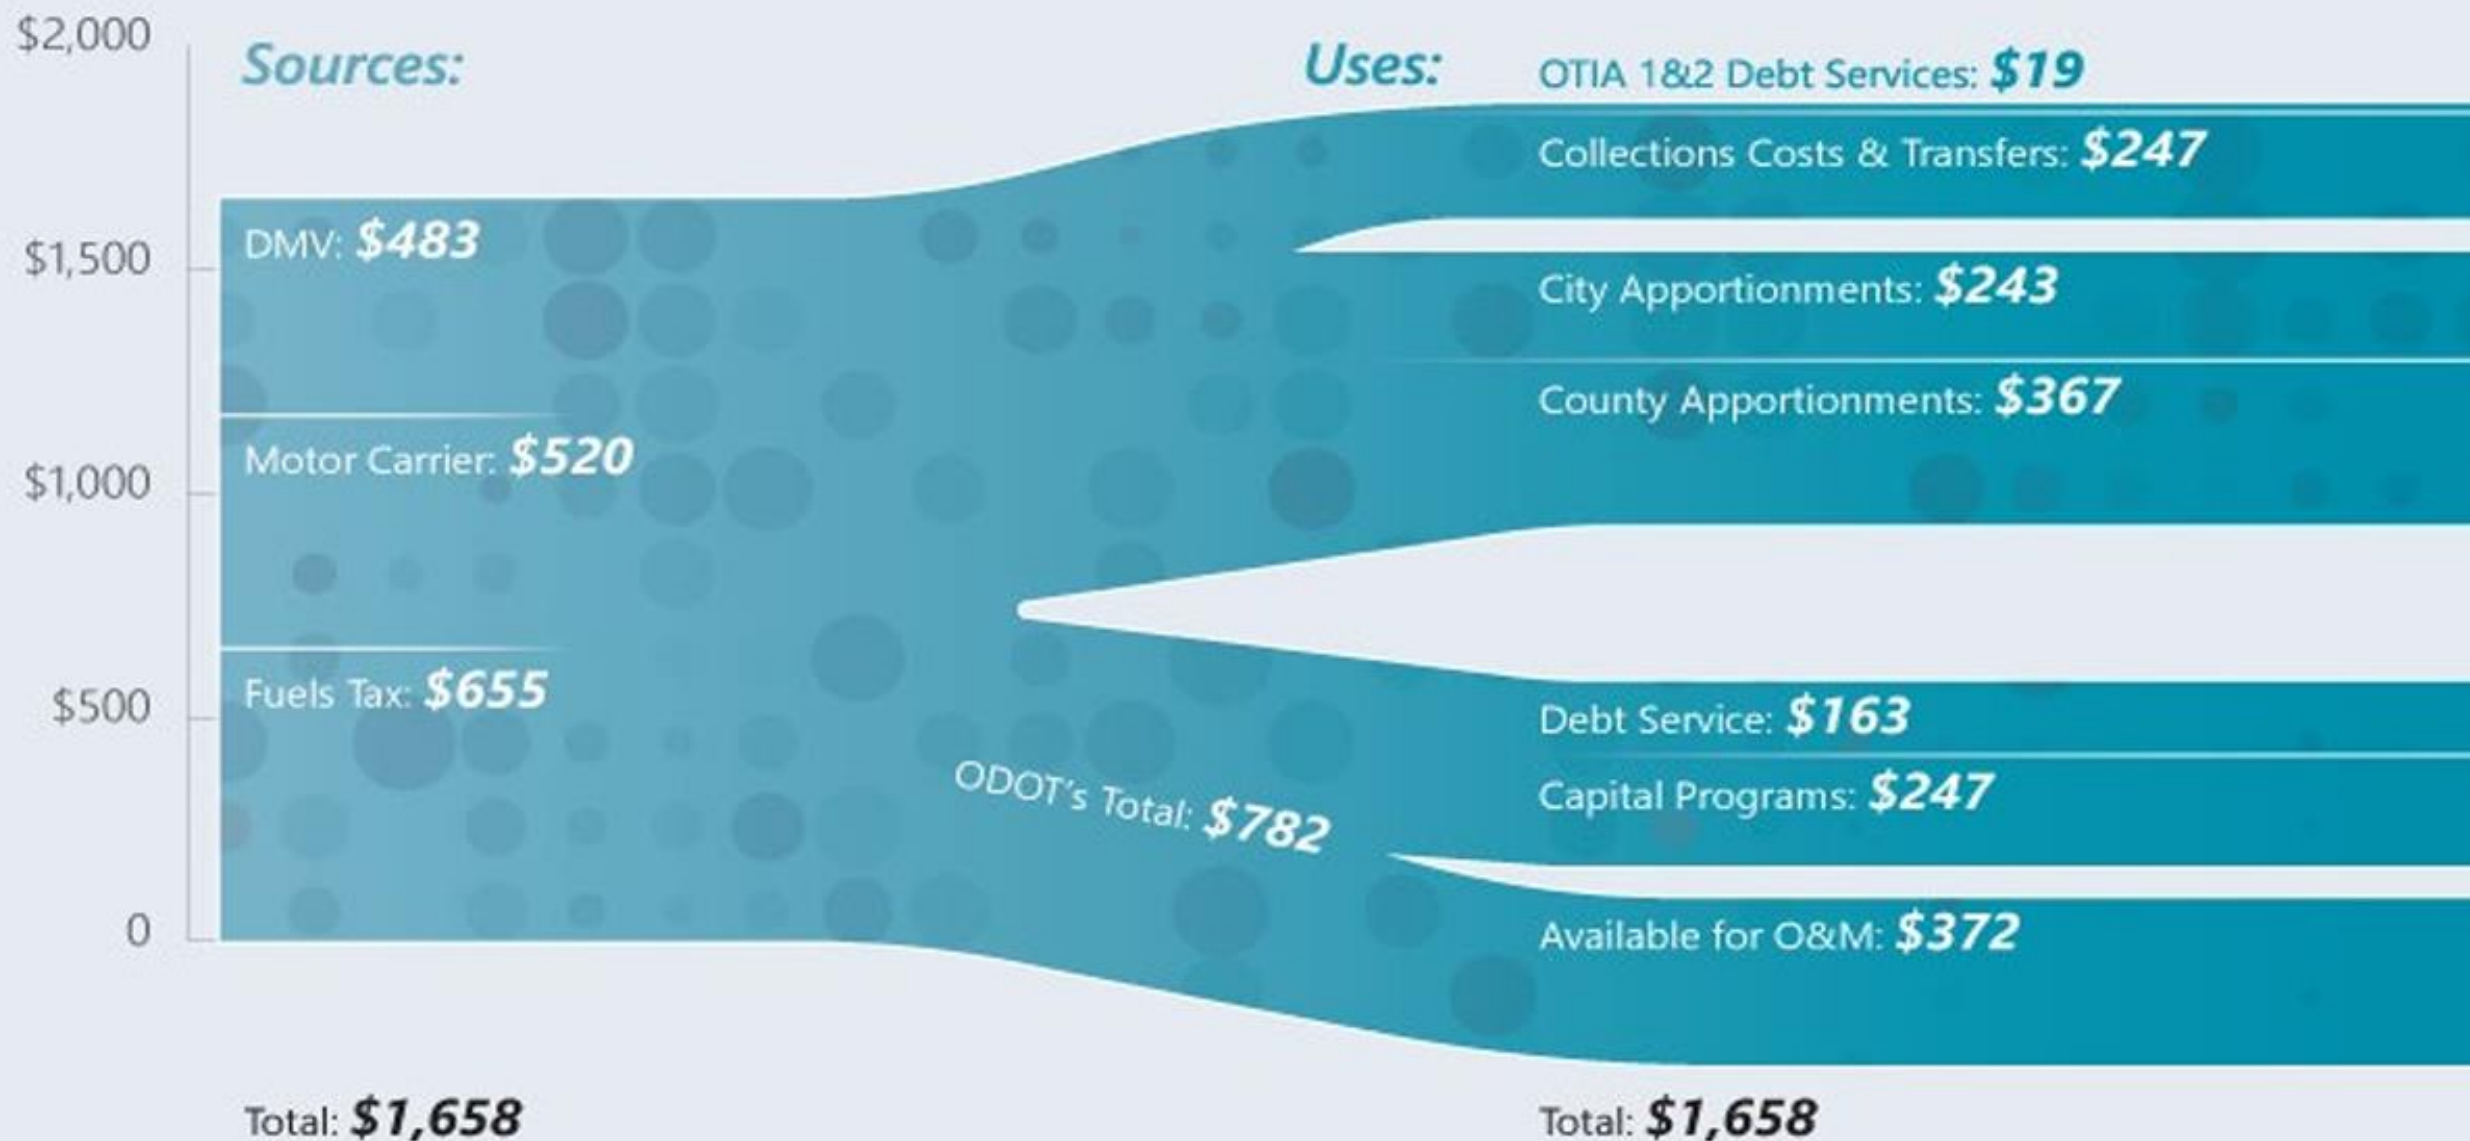 $2,000
$1,500
$1,000
$500
0
Sources:
DMV: $483
Motor Carrier: $520
Fuels Tax: $655
Total: $1,658
ODOT's Total: $782
Uses:
OTIA 1&2 Debt Services: $19
Collections Costs & Transfers: $247
City Apportionments: $243
County Apportionments: $367
Debt Service: $163
Capital Programs: $247
Available for O&M: $372
Total: $1,658